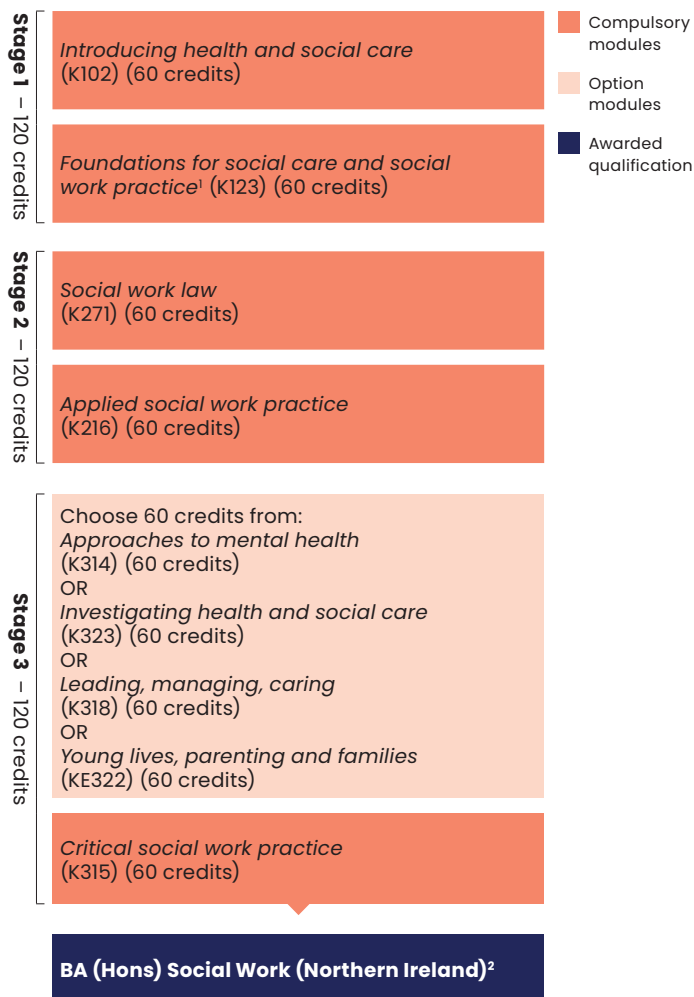 Stage 1 – 120 credits
Introducing health and social care
(K102) (60 credits)
Foundations for social care and social
work practice¹ (K123) (60 credits)
Stage 2 – 120 credits
Social work law
(K271) (60 credits)
Applied social work practice
(K216) (60 credits)
Stage 3 – 120 credits
Choose 60 credits from:
Approaches to mental health
(K314) (60 credits)
OR
Investigating health and social care
(K323) (60 credits)
OR
Leading, managing, caring
(K318) (60 credits)
OR
Young lives, parenting and families
(KE322) (60 credits)
Critical social work practice
(K315) (60 credits)
BA (Hons) Social Work (Northern Ireland)²
Compulsory
modules
Option
modules
Awarded
qualification